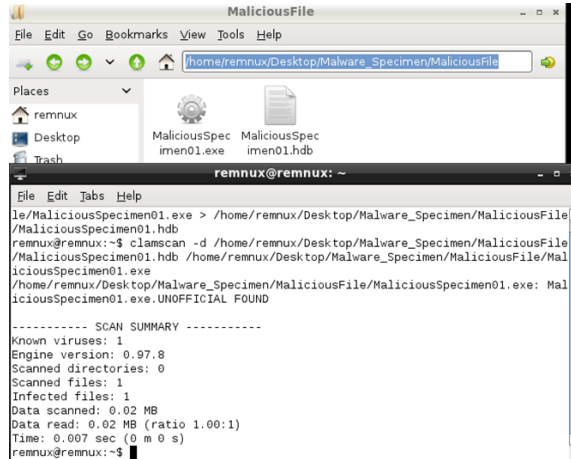 MaliciousFile
File Edit Go Bookmarks View Tools Help
/home/remnux/Desktop/Malware_Specimen/MaliciousFile
Places
remnux
Desktop
Trash
MaliciousSpec
imen01.exe
MaliciousSpec
imen01.hdb
remnux@remnux: ~
File Edit Tabs Help
le/MaliciousSpecimen01.exe > /home/remnux/Desktop/Malware_Specimen/MaliciousFile
/MaliciousSpecimen01.hdb
remnux@remnux:~$ clamscan -d /home/remnux/Desktop/Malware_Specimen/MaliciousFile
/MaliciousSpecimen01.hdb /home/remnux/Desktop/Malware_Specimen/MaliciousFile/Mal
iciousSpecimen01.exe
/home/remnux/Desktop/Malware_Specimen/MaliciousFile/MaliciousSpecimen01.exe: Mal
iciousSpecimen01.exe.UNOFFICIAL FOUND
----------- SCAN SUMMARY -----------
Known viruses: 1
Engine version: 0.97.8
Scanned directories: 0
Scanned files: 1
Infected files: 1
Data scanned: 0.02 MB
Data read: 0.02 MB (ratio 1.00:1)
Time: 0.007 sec (0 m 0 s)
remnux@remnux:~$